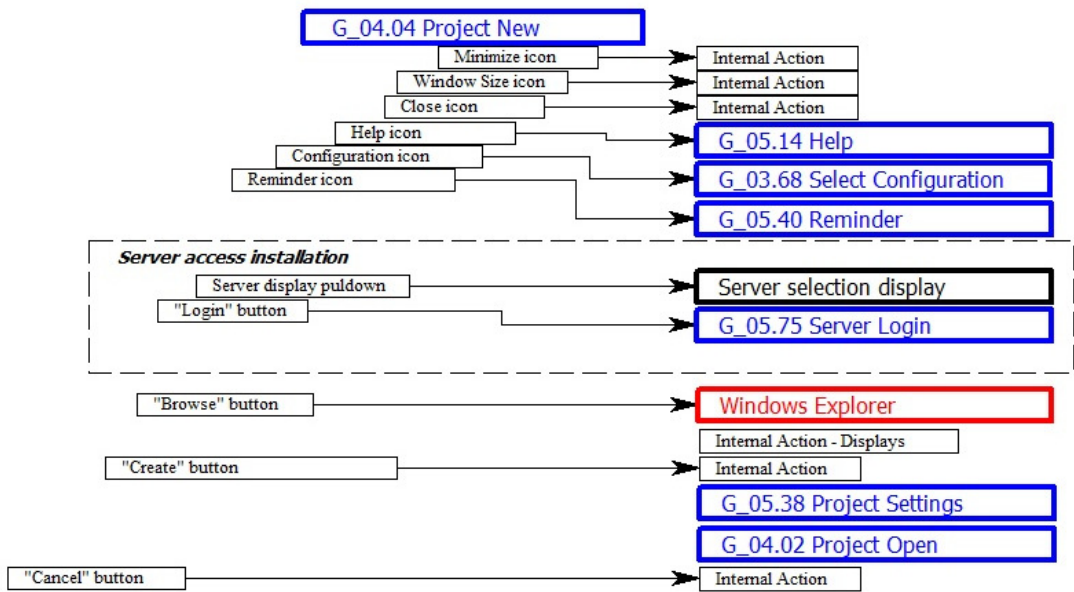 G_04.04 Project New
Minimize icon
Internal Action
Window Size icon
Internal Action
Close icon
Internal Action
Help icon
G_05.14 Help
Configuration icon
G_03.68 Select Configuration
Reminder icon
G_05.40 Reminder
Server access installation
Server display puldown
Server selection display
"Login" button
G_05.75 Server Login
"Browse" button
Windows Explorer
Internal Action - Displays
"Create" button
Internal Action
G_05.38 Project Settings
G_04.02 Project Open
"Cancel" button
Internal Action